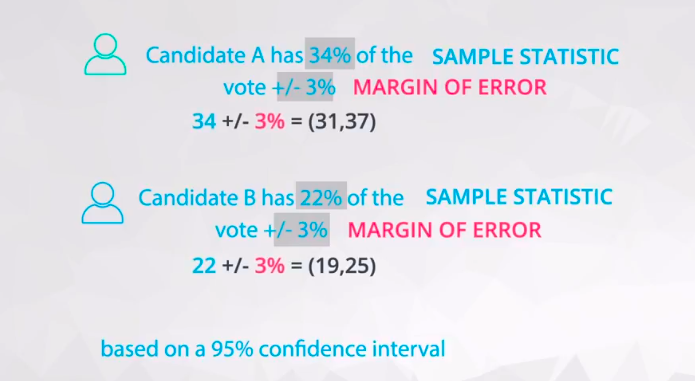 Candidate A has 34% of the SAMPLE STATISTIC
vote +/- 3% MARGIN OF ERROR
34 +/- 3% = (31,37)
Candidate B has 22% of the SAMPLE STATISTIC
vote +/- 3% MARGIN OF ERROR
22 +/- 3% = (19,25)
based on a 95% confidence interval